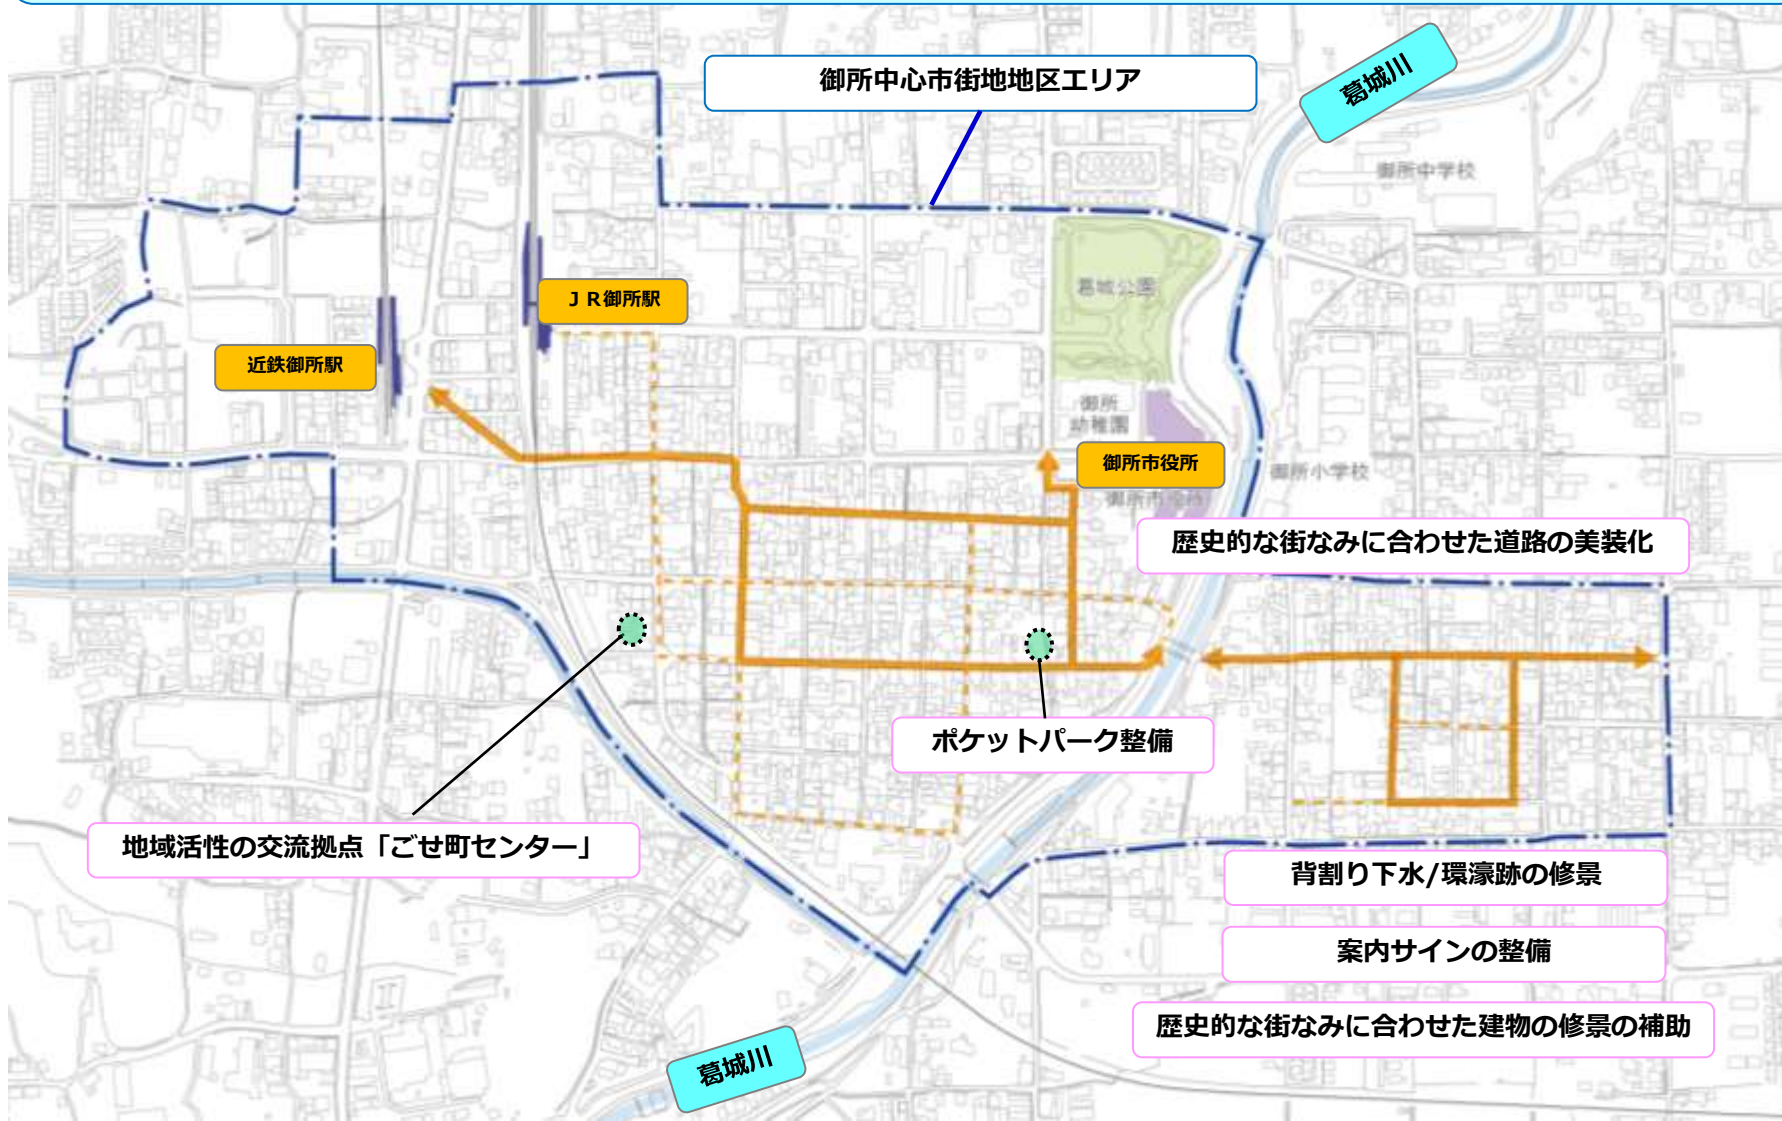 御所中心市街地地区エリア
葛城川
御所中学校
ＪＲ御所駅
葛城公園
近鉄御所駅
御所
幼稚園
御所市役所
御所小学校
御所市役所
歴史的な街なみに合わせた道路の美装化
ポケットパーク整備
地域活性の交流拠点「ごせ町センター」
背割り下水/環濠跡の修景
案内サインの整備
歴史的な街なみに合わせた建物の修景の補助
葛城川